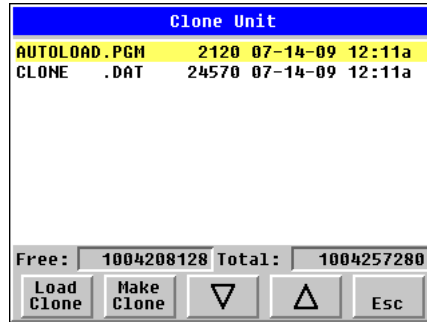 Clone Unit
AUTOLOAD.PGM 2120 07-14-09 12:11a
CLONE .DAT 24570 07-14-09 12:11a
Free: 1004208128 Total: 1004257280
Load Clone Make Clone Esc